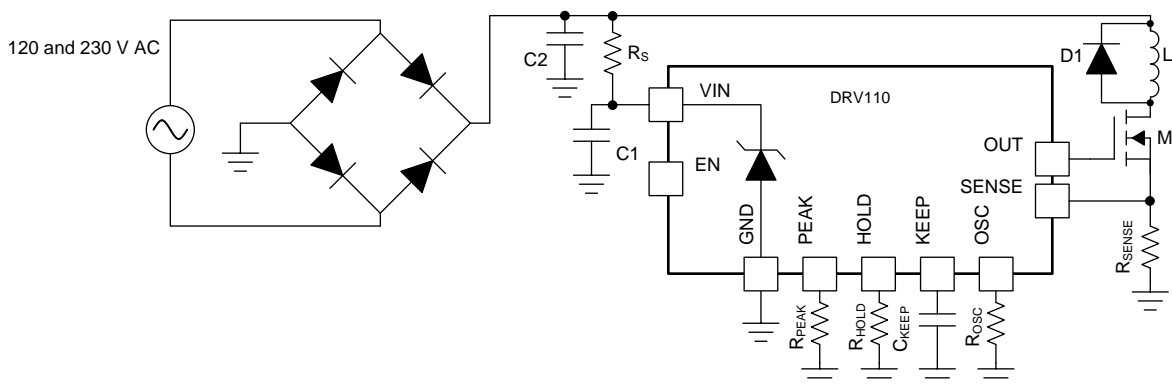 120 and 230 V AC
C2
RS
D1
L
VIN
DRV110
C1
M
EN
OUT
SENSE
GND
PEAK
HOLD
KEEP
OSC
RSENSE
RPEAK
RHOLD
CKEEP
ROSC